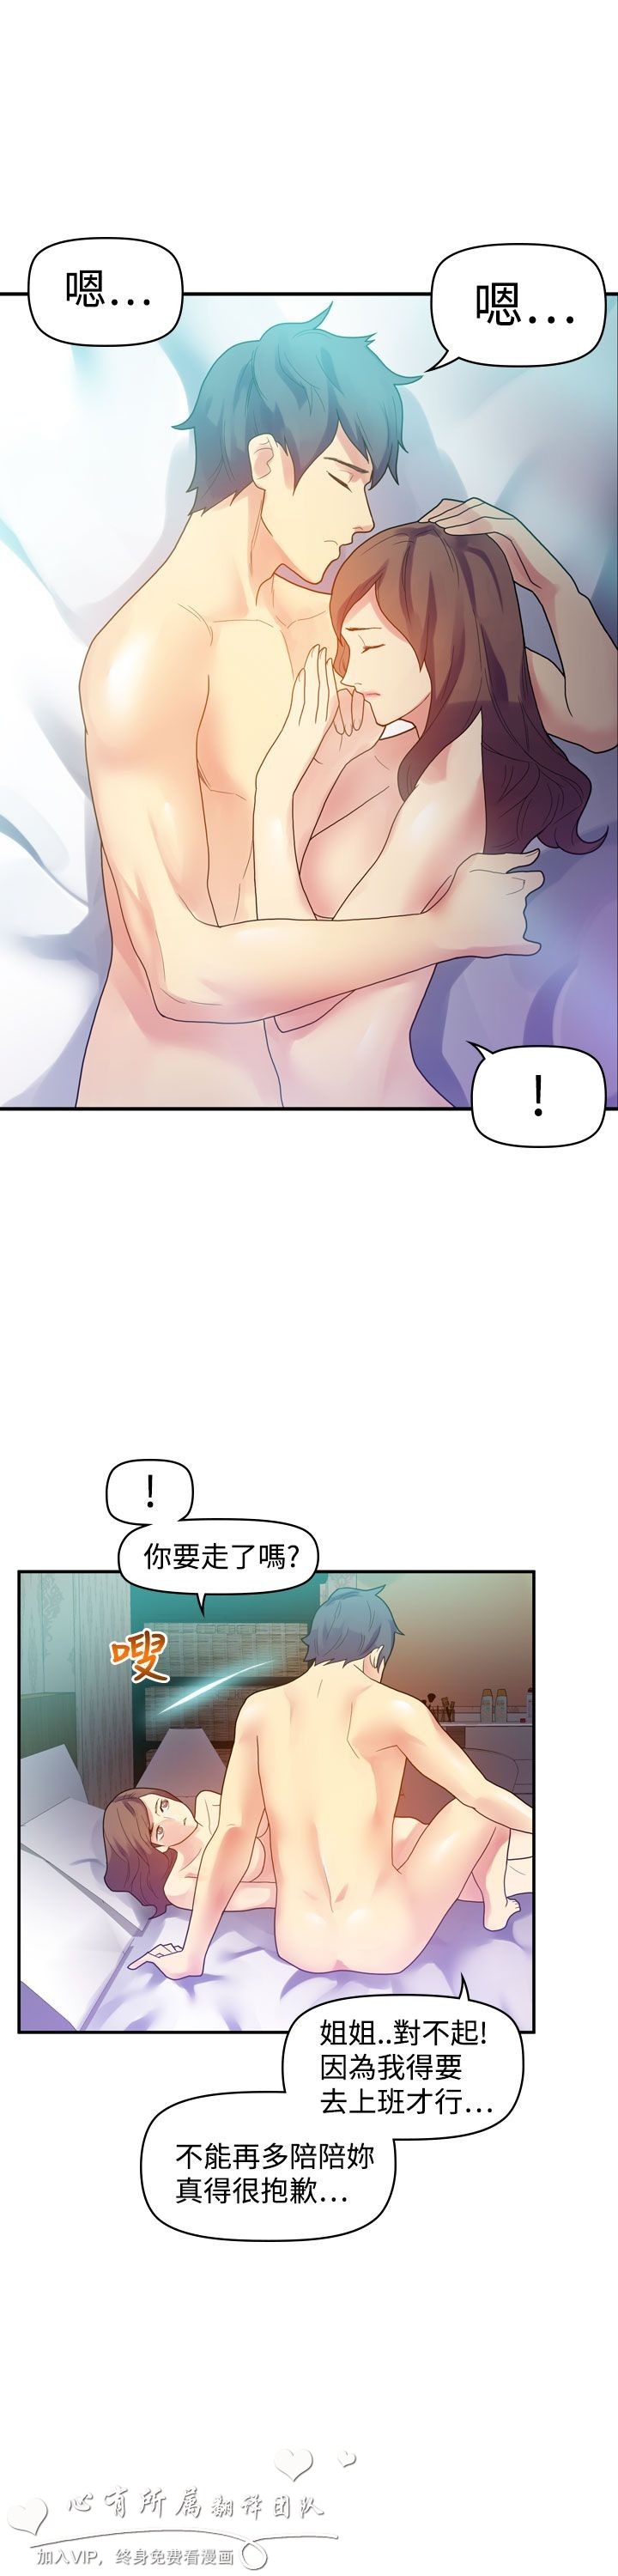 嗯...
嗯...
!
!
你要走了嗎?
嗖
姐姐..對不起!
因為我得要
去上班才行...
不能再多陪陪妳
真得很抱歉...
心有所属翻译团队
加入VIP，终身免费看漫画